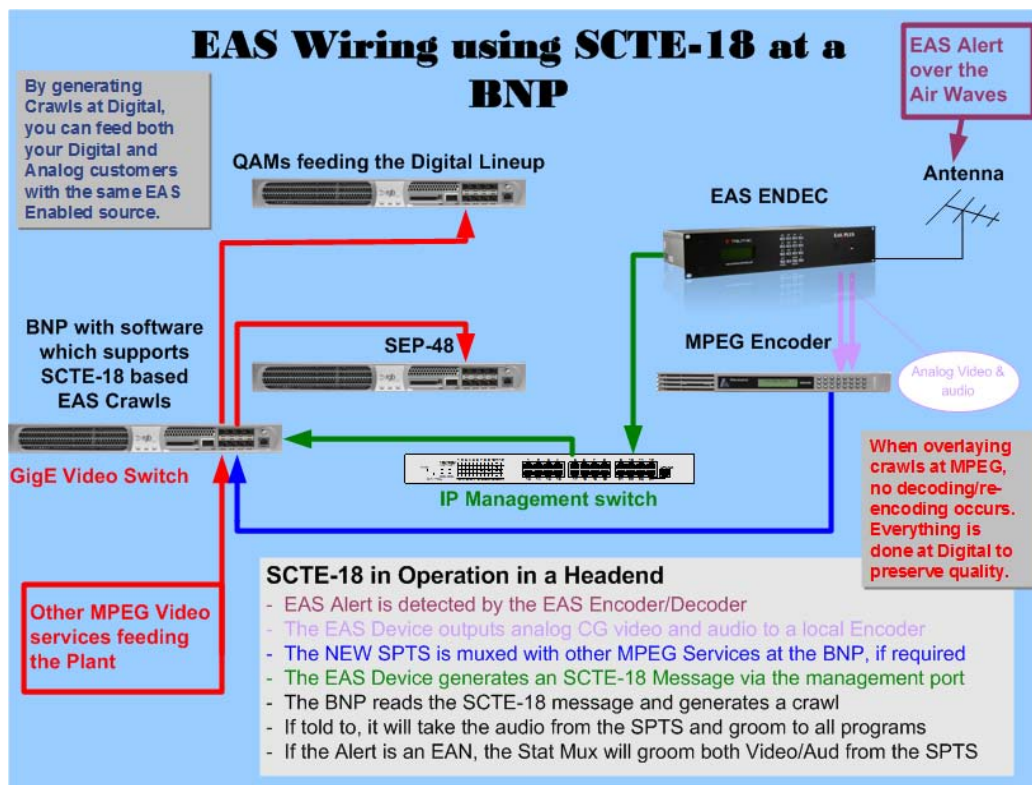 EAS Wiring using SCTE-18 at a
BNP
EAS Alert
over the
Air Waves
By generating
Crawls at Digital,
you can feed both
your Digital and
Analog customers
with the same EAS
Enabled source.
QAMs feeding the Digital Lineup
EAS ENDEC
Antenna
BNP with software
which supports
SCTE-18 based
EAS Crawls
SEP-48
MPEG Encoder
Analog Video &
audio
GigE Video Switch
IP Management switch
When overlaying
crawls at MPEG,
no decoding/re-
encoding occurs.
Everything is
done at Digital to
preserve quality.
Other MPEG Video
services feeding
the Plant
SCTE-18 in Operation in a Headend
- EAS Alert is detected by the EAS Encoder/Decoder
- The EAS Device outputs analog CG video and audio to a local Encoder
- The NEW SPTS is muxed with other MPEG Services at the BNP, if required
- The EAS Device generates an SCTE-18 Message via the management port
- The BNP reads the SCTE-18 message and generates a crawl
- If told to, it will take the audio from the SPTS and groom to all programs
- If the Alert is an EAN, the Stat Mux will groom both Video/Aud from the SPTS